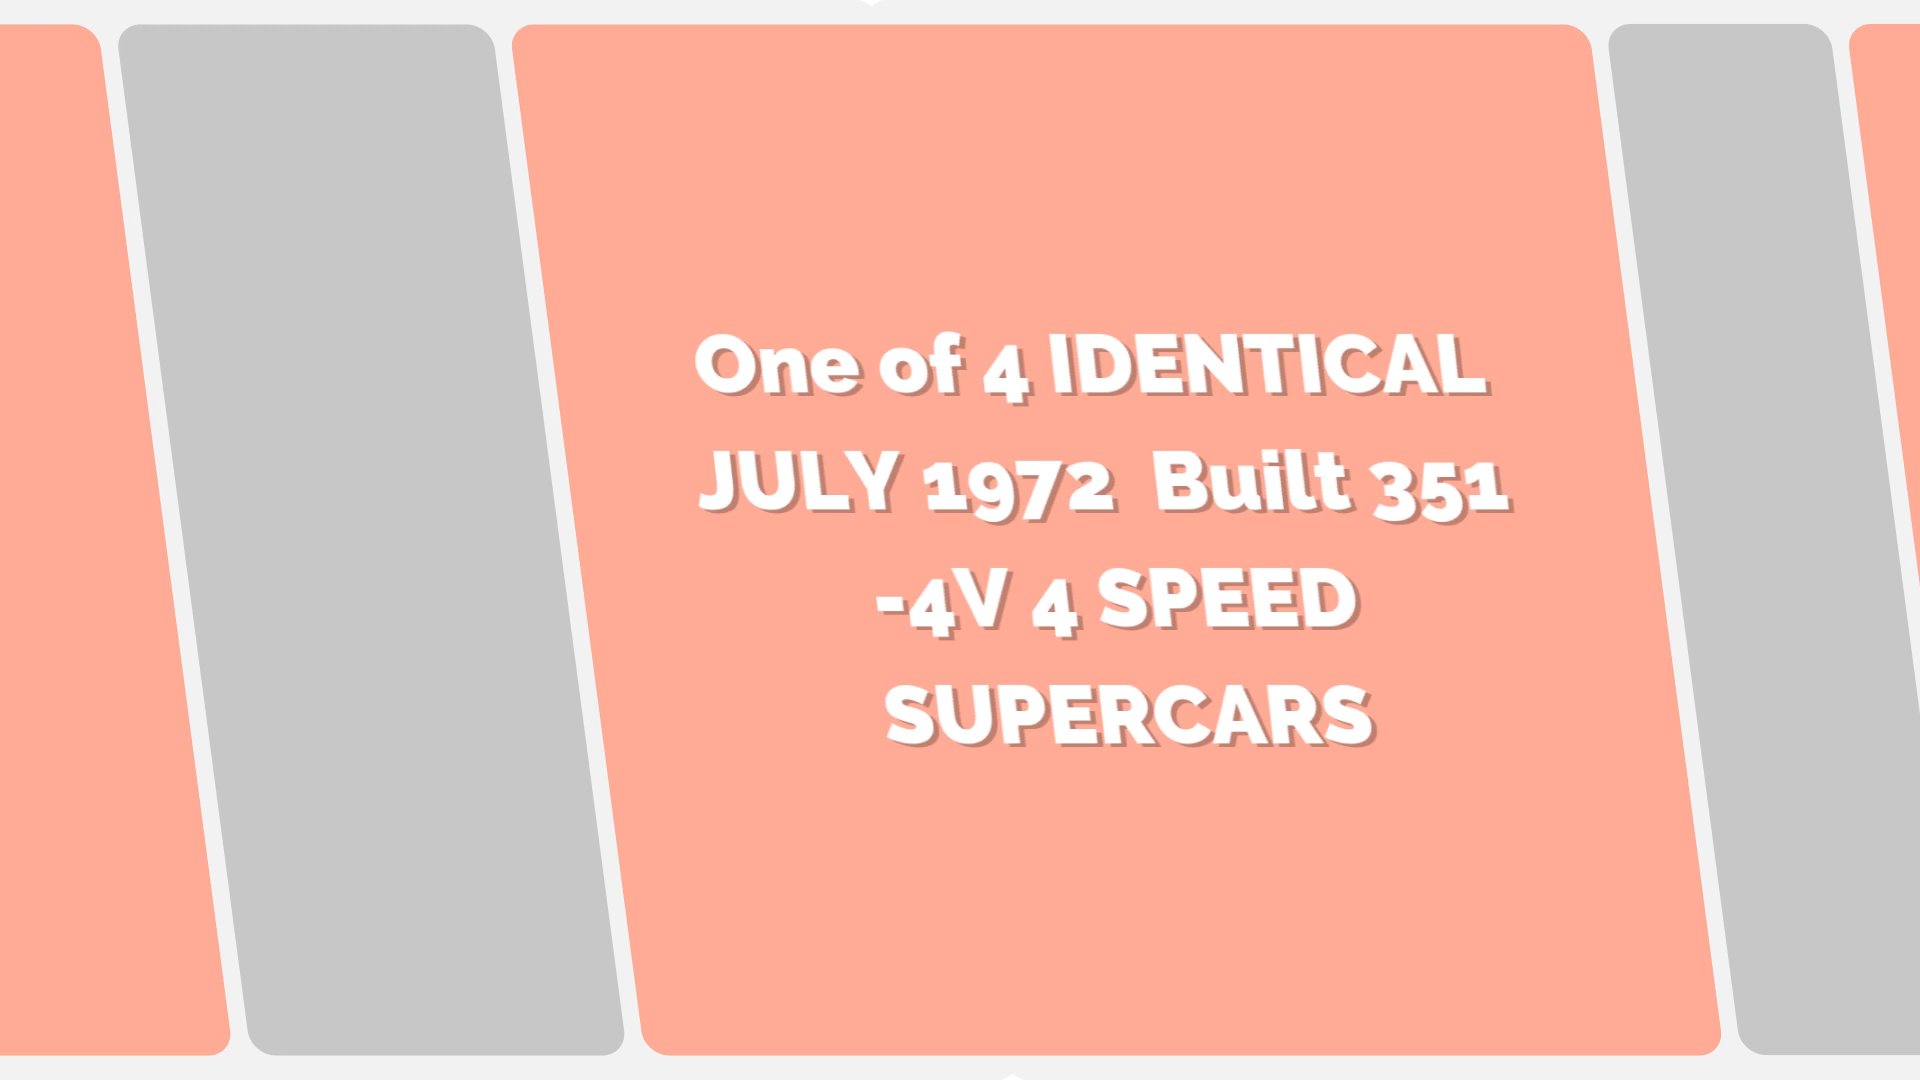 One of 4 IDENTICAL
JULY 1972  Built 351
-4V 4 SPEED
SUPERCARS